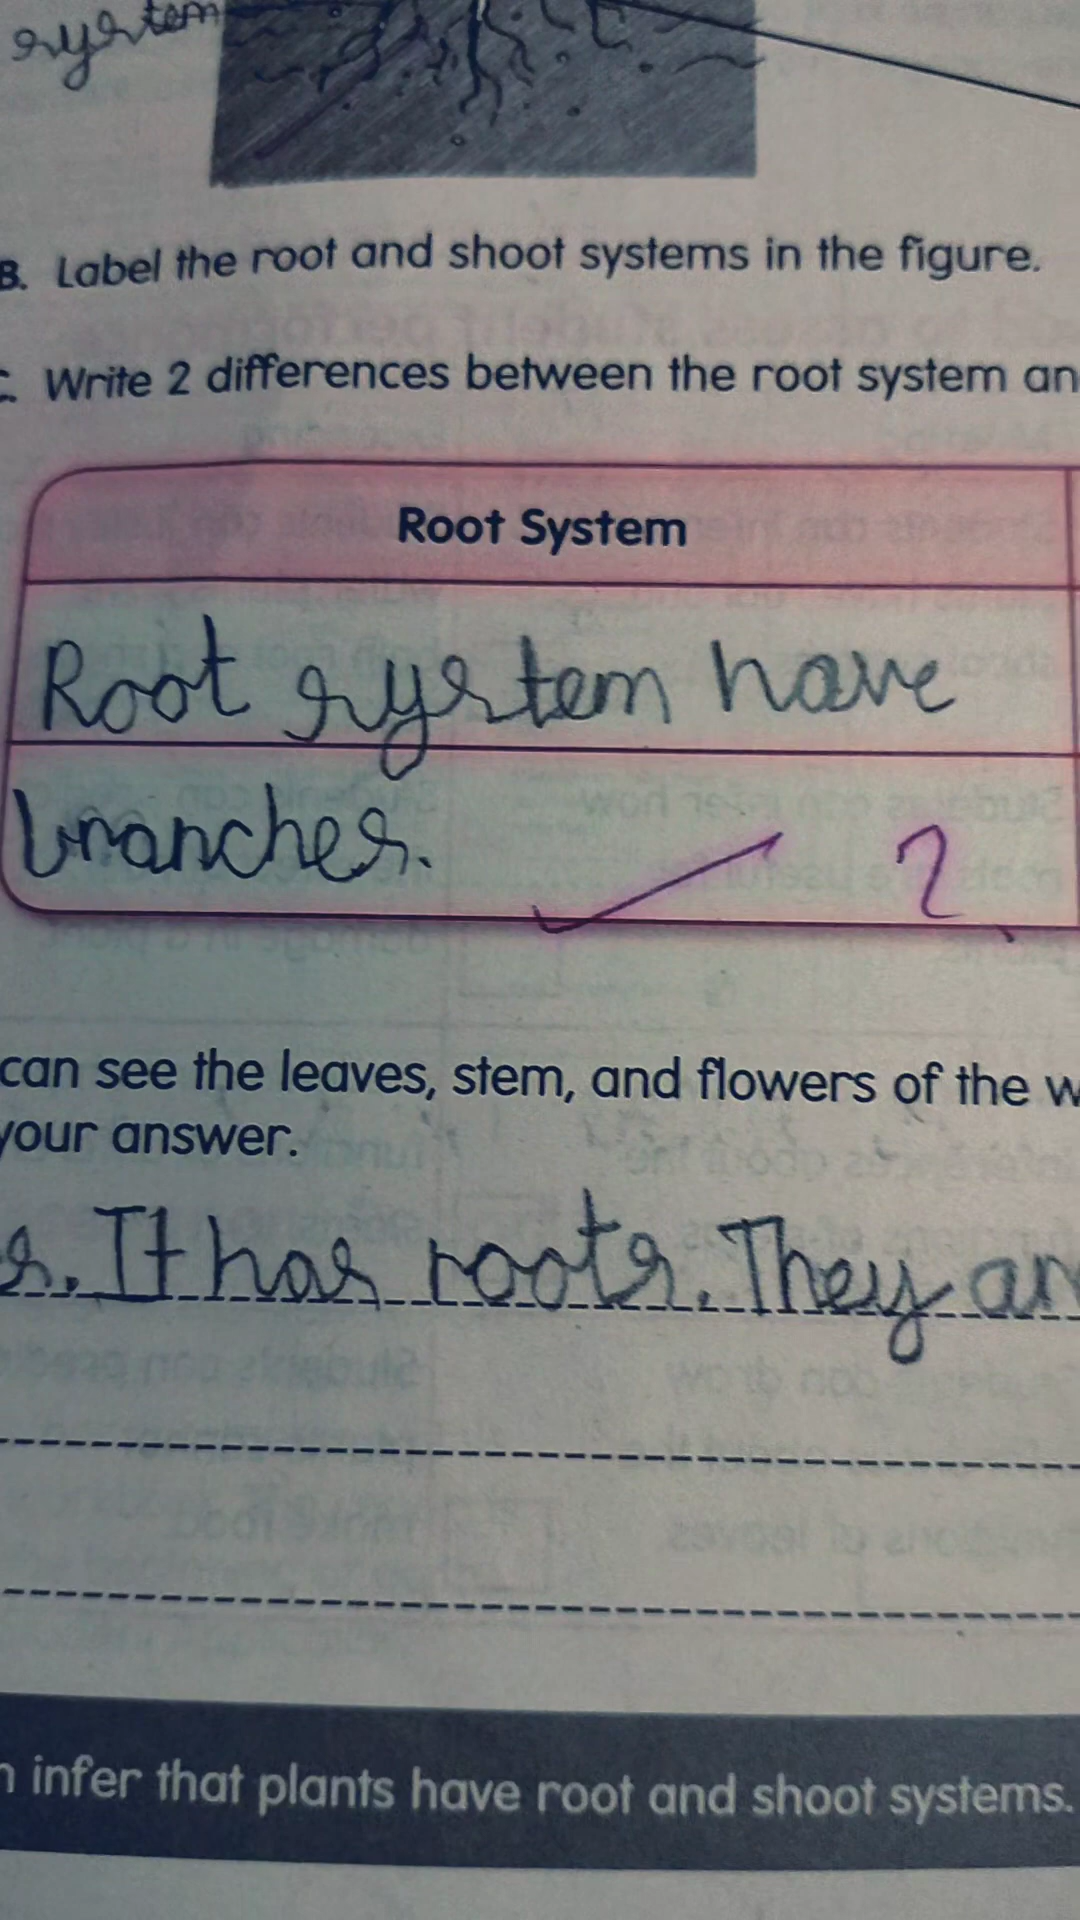 system
B. Label the root and shoot systems in the figure.
C. Write 2 differences between the root system an
Root System
Root system have
branches.
?
can see the leaves, stem, and flowers of the w
your answer.
s. It has roots. They ar
n infer that plants have root and shoot systems.